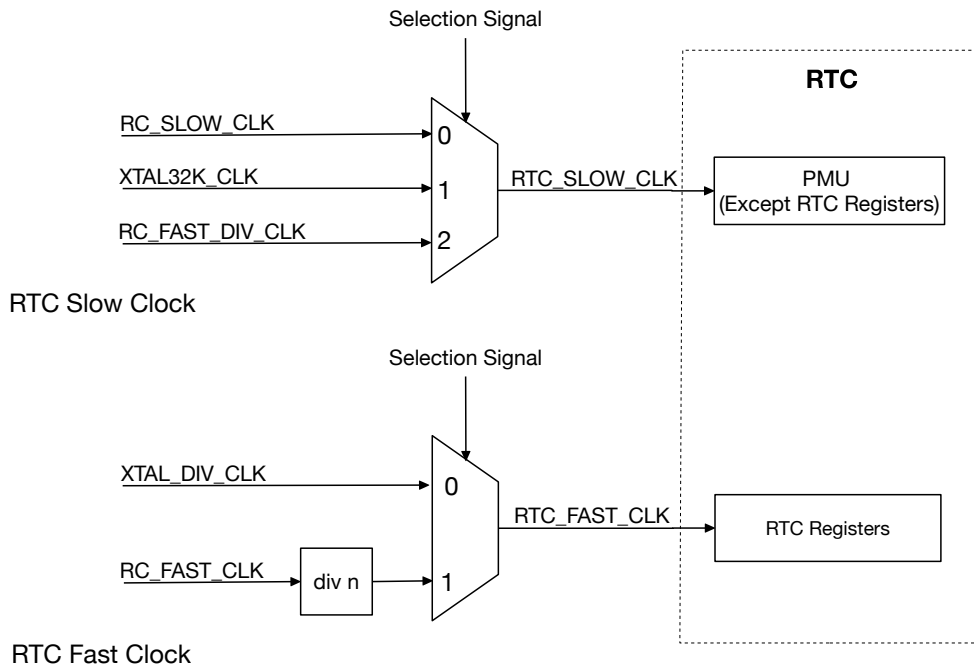 Selection Signal
RTC
RC_SLOW_CLK
0
XTAL32K_CLK
1
RTC_SLOW_CLK
PMU
(Except RTC Registers)
RC_FAST_DIV_CLK
2
RTC Slow Clock
Selection Signal
XTAL_DIV_CLK
0
RTC_FAST_CLK
RTC Registers
RC_FAST_CLK
div n
1
RTC Fast Clock